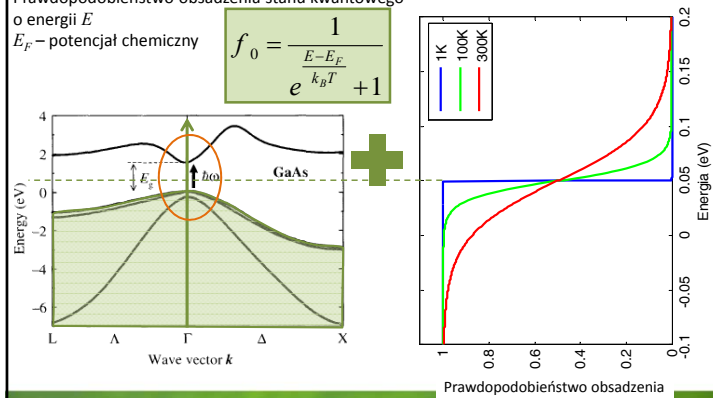 Prawdopodobieństwo obsadzenia stanu kwantowego
o energii E
E_F – potencjał chemiczny
f_0 = 1 / (e^((E−E_F)/(k_BT)) + 1)
1K
100K
300K
0.2
0.15
0.1
0.05
0
-0.05
-0.1
Energia (eV)
1
0.8
0.6
0.4
0.2
0
Prawdopodobieństwo obsadzenia
4
2
0
−2
−4
−6
Energy (eV)
E_g
ħω
GaAs
L Λ Γ Δ X
Wave vector k